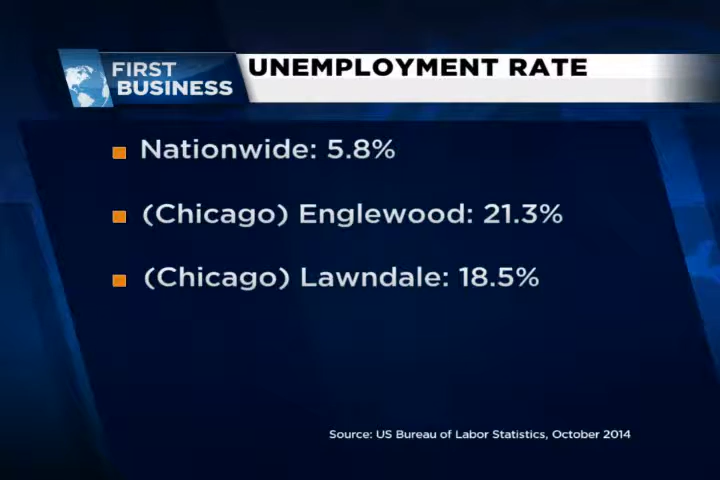 FIRST
BUSINESS
UNEMPLOYMENT RATE
Nationwide: 5.8%
(Chicago) Englewood: 21.3%
(Chicago) Lawndale: 18.5%
Source: US Bureau of Labor Statistics, October 2014